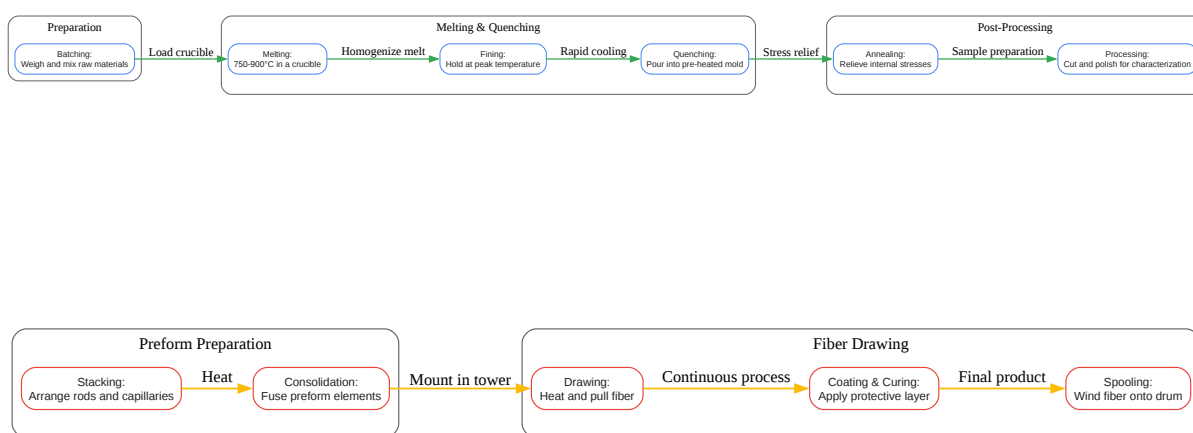 Preparation
Batching:
Weigh and mix raw materials
Load crucible
Melting & Quenching
Melting:
750-900°C in a crucible
Homogenize melt
Fining:
Hold at peak temperature
Rapid cooling
Quenching:
Pour into pre-heated mold
Stress relief
Post-Processing
Annealing:
Relieve internal stresses
Sample preparation
Processing:
Cut and polish for characterization
Preform Preparation
Stacking:
Arrange rods and capillaries
Heat
Consolidation:
Fuse preform elements
Mount in tower
Fiber Drawing
Drawing:
Heat and pull fiber
Continuous process
Coating & Curing:
Apply protective layer
Final product
Spooling:
Wind fiber onto drum